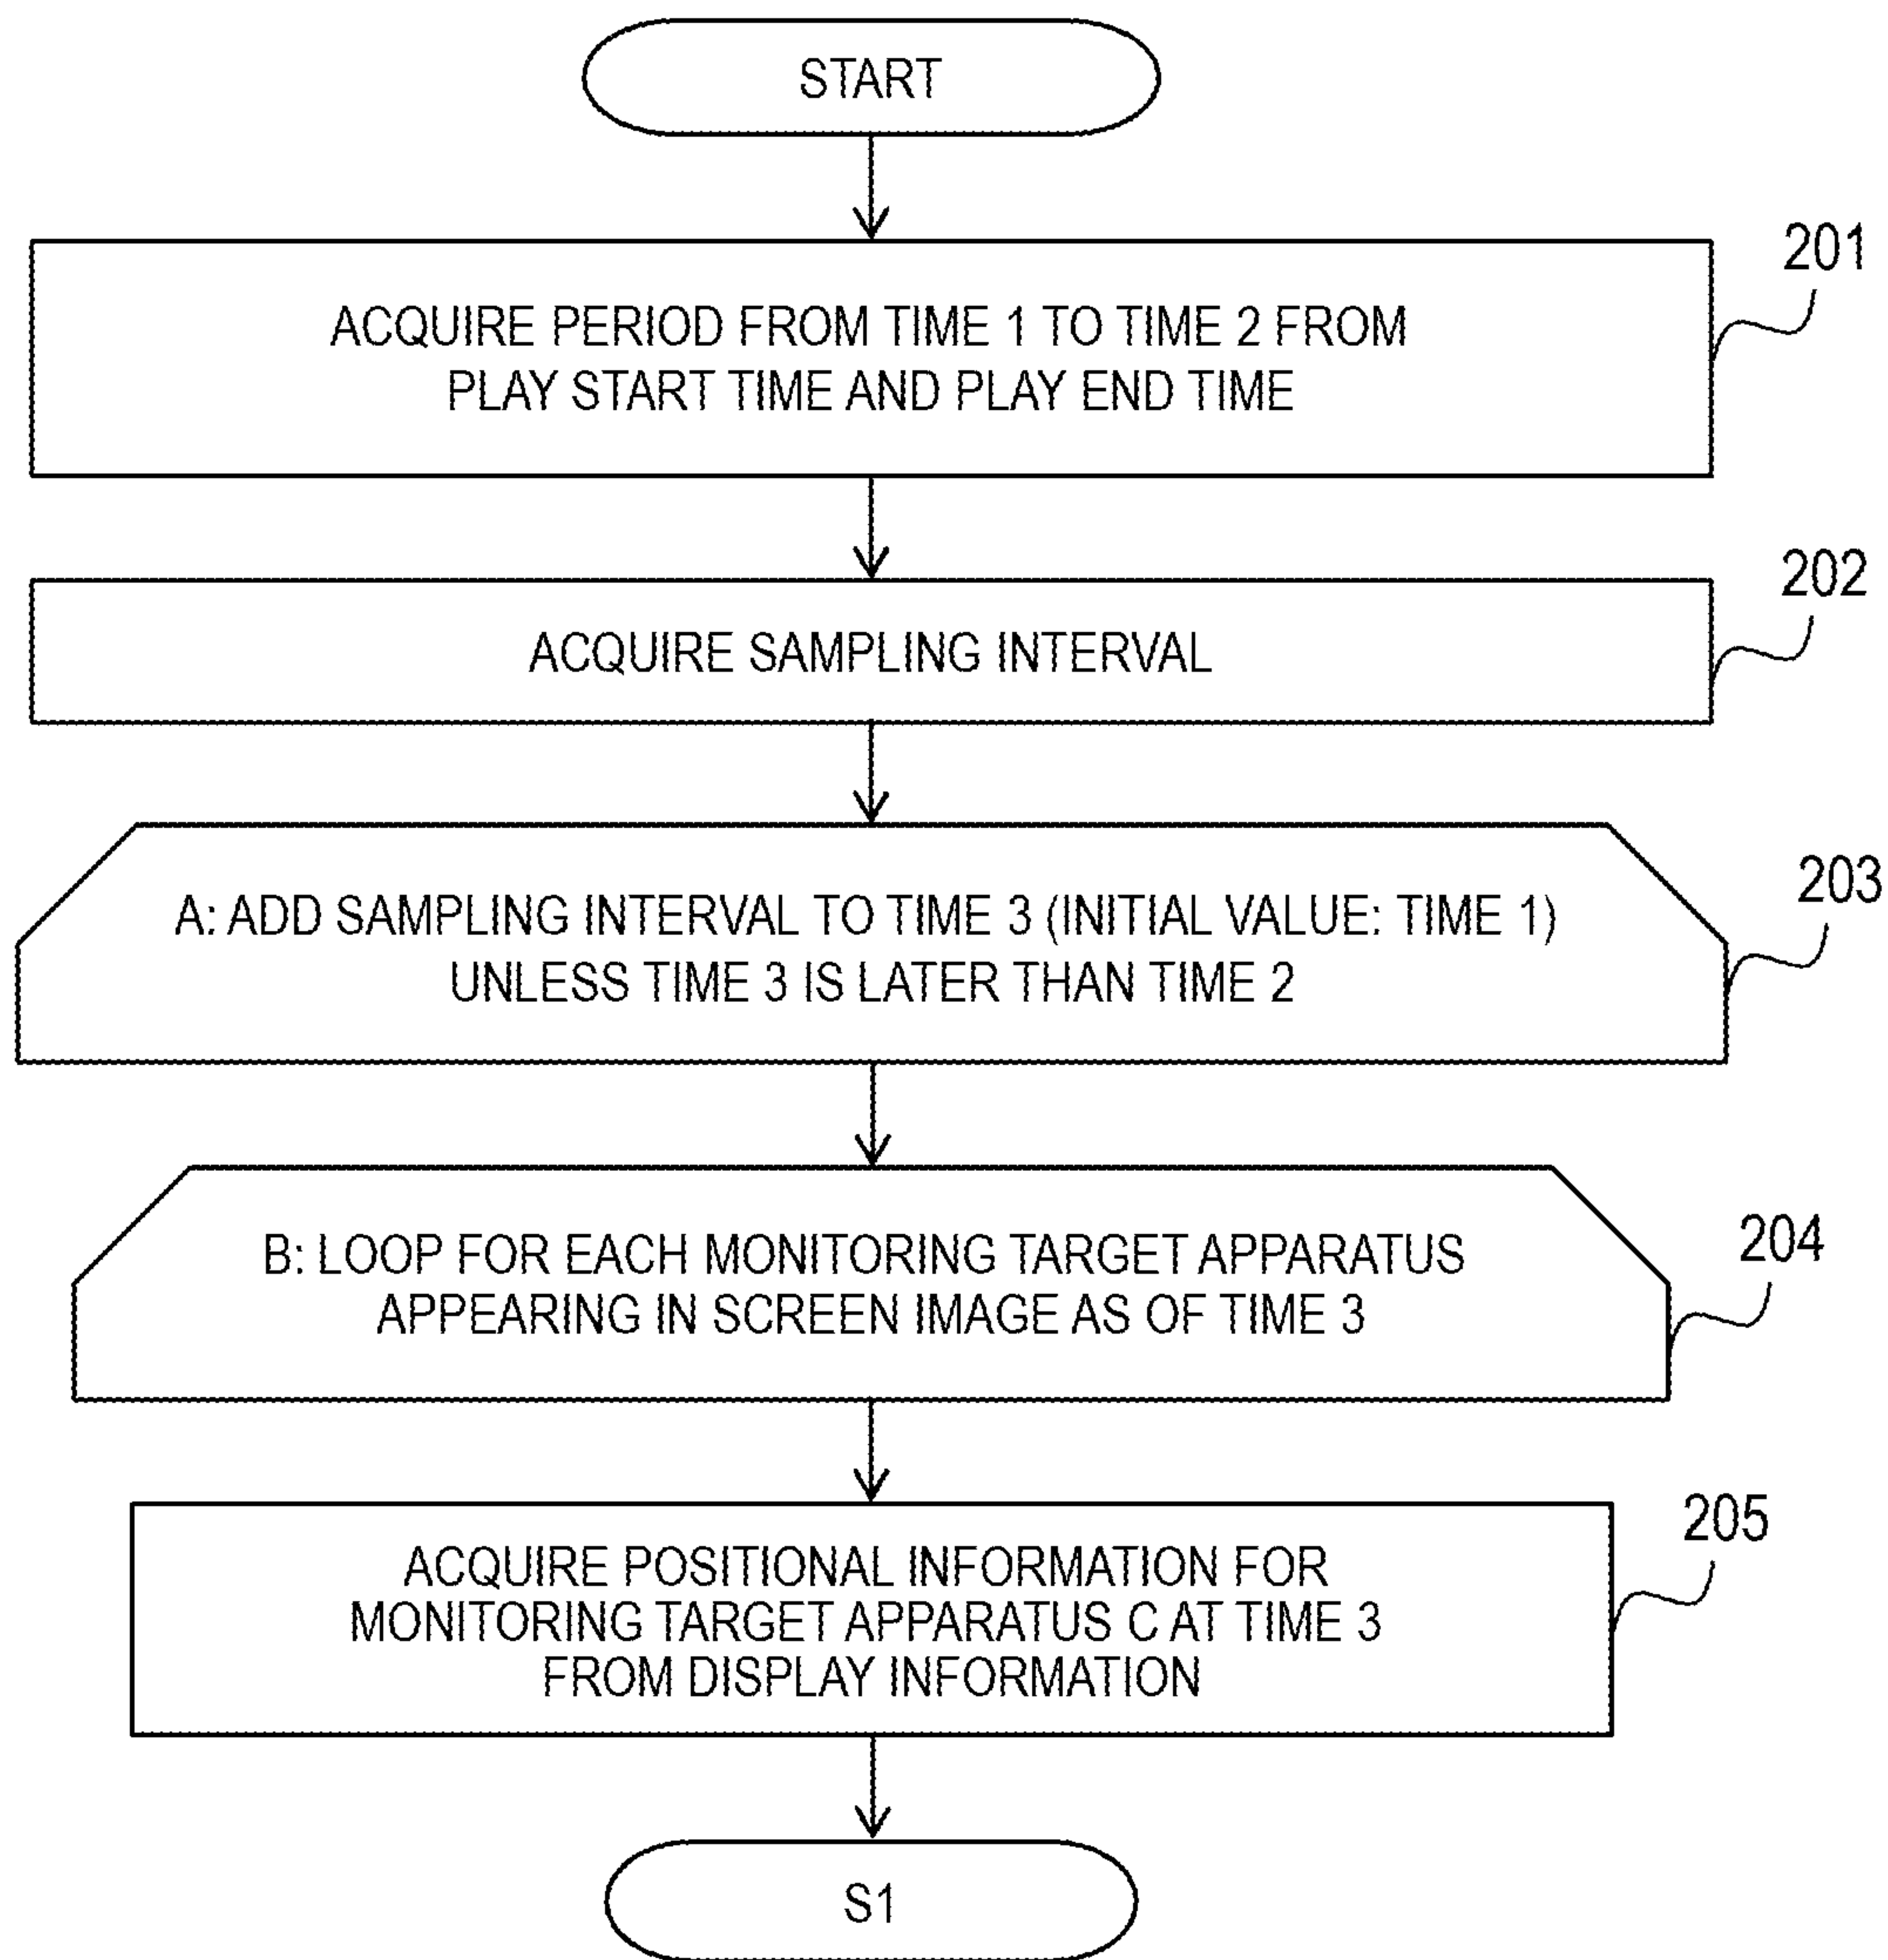 START
201
ACQUIRE PERIOD FROM TIME 1 TO TIME 2 FROM
PLAY START TIME AND PLAY END TIME
202
ACQUIRE SAMPLING INTERVAL
203
A: ADD SAMPLING INTERVAL TO TIME 3 (INITIAL VALUE: TIME 1)
UNLESS TIME 3 IS LATER THAN TIME 2
204
B: LOOP FOR EACH MONITORING TARGET APPARATUS
APPEARING IN SCREEN IMAGE AS OF TIME 3
205
ACQUIRE POSITIONAL INFORMATION FOR
MONITORING TARGET APPARATUS C AT TIME 3
FROM DISPLAY INFORMATION
S1